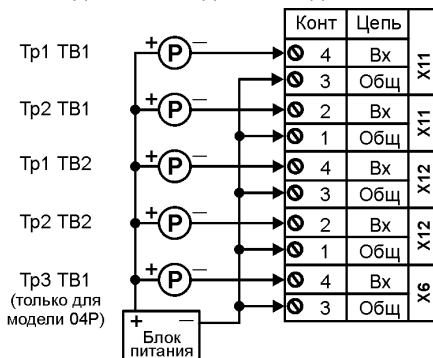 Конт Цепь
Тр1 ТВ1 + P − 4 Вх X11
3 Общ
Тр2 ТВ1 + P − 2 Вх X11
1 Общ
Тр1 ТВ2 + P − 4 Вх X12
3 Общ
Тр2 ТВ2 + P − 2 Вх X12
1 Общ
Тр3 ТВ1 + P − 4 Вх X6
(только для
модели 04Р) 3 Общ
+ −
Блок
питания